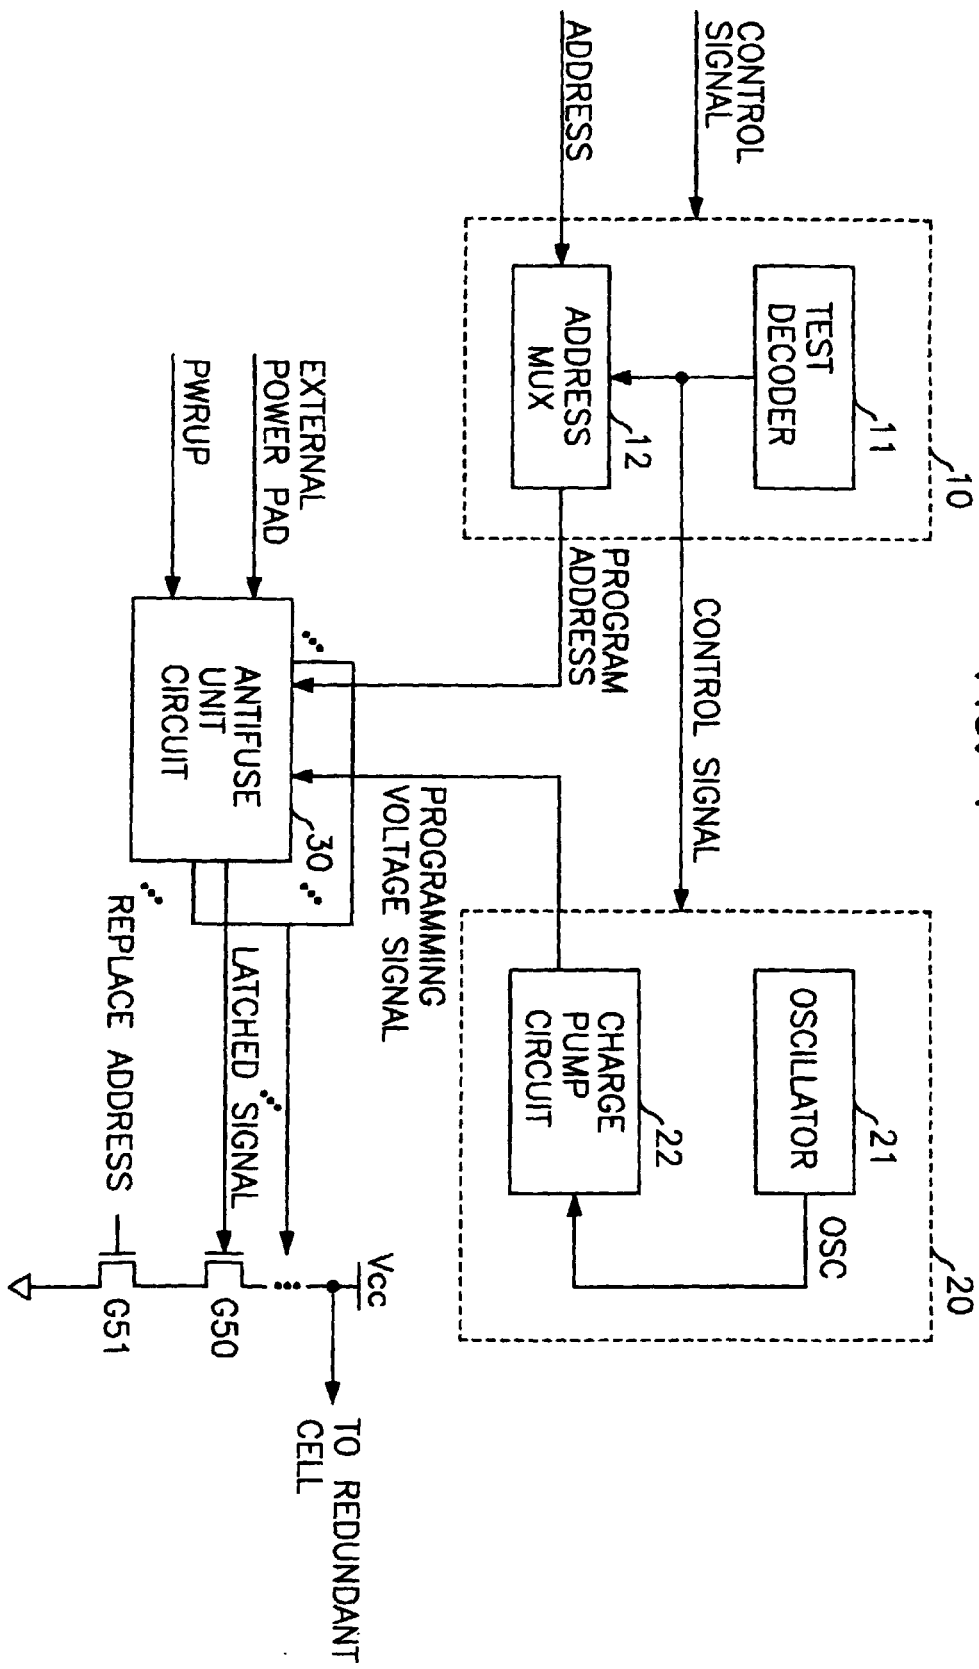 CONTROL
SIGNAL
ADDRESS
10
TEST
DECODER
11
ADDRESS
MUX
12
CONTROL SIGNAL
PROGRAM
ADDRESS
20
OSCILLATOR
21
OSC
CHARGE
PUMP
CIRCUIT
22
PROGRAMMING
VOLTAGE SIGNAL
EXTERNAL
POWER PAD
PWRUP
ANTIFUSE
UNIT
CIRCUIT
30
LATCHED SIGNAL
REPLACE ADDRESS
Vcc
G50
G51
TO REDUNDANT
CELL